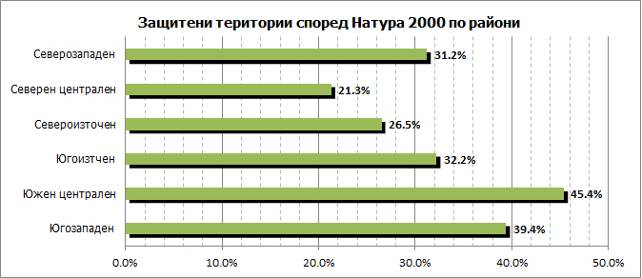 Защитени територии според Натура 2000 по райони
Северозападен 31.2%
Северен централен 21.3%
Североизточен 26.5%
Югоизтчен 32.2%
Южен централен 45.4%
Югозападен 39.4%
0.0% 10.0% 20.0% 30.0% 40.0% 50.0%